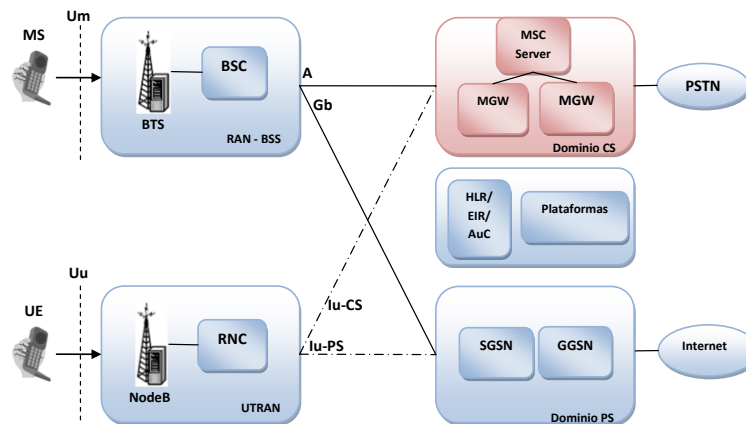 Um
MS
BTS
BSC
RAN - BSS
A
Gb
MSC
Server
MGW
MGW
Dominio CS
PSTN
HLR/
EIR/
AuC
Plataformas
Uu
UE
NodeB
RNC
UTRAN
Iu-CS
Iu-PS
SGSN
GGSN
Dominio PS
Internet